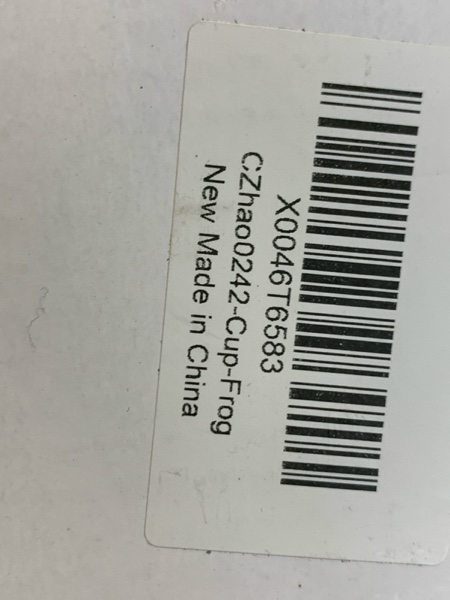 X0046T6583
CZhao0242-Cup-Frog
New Made in China